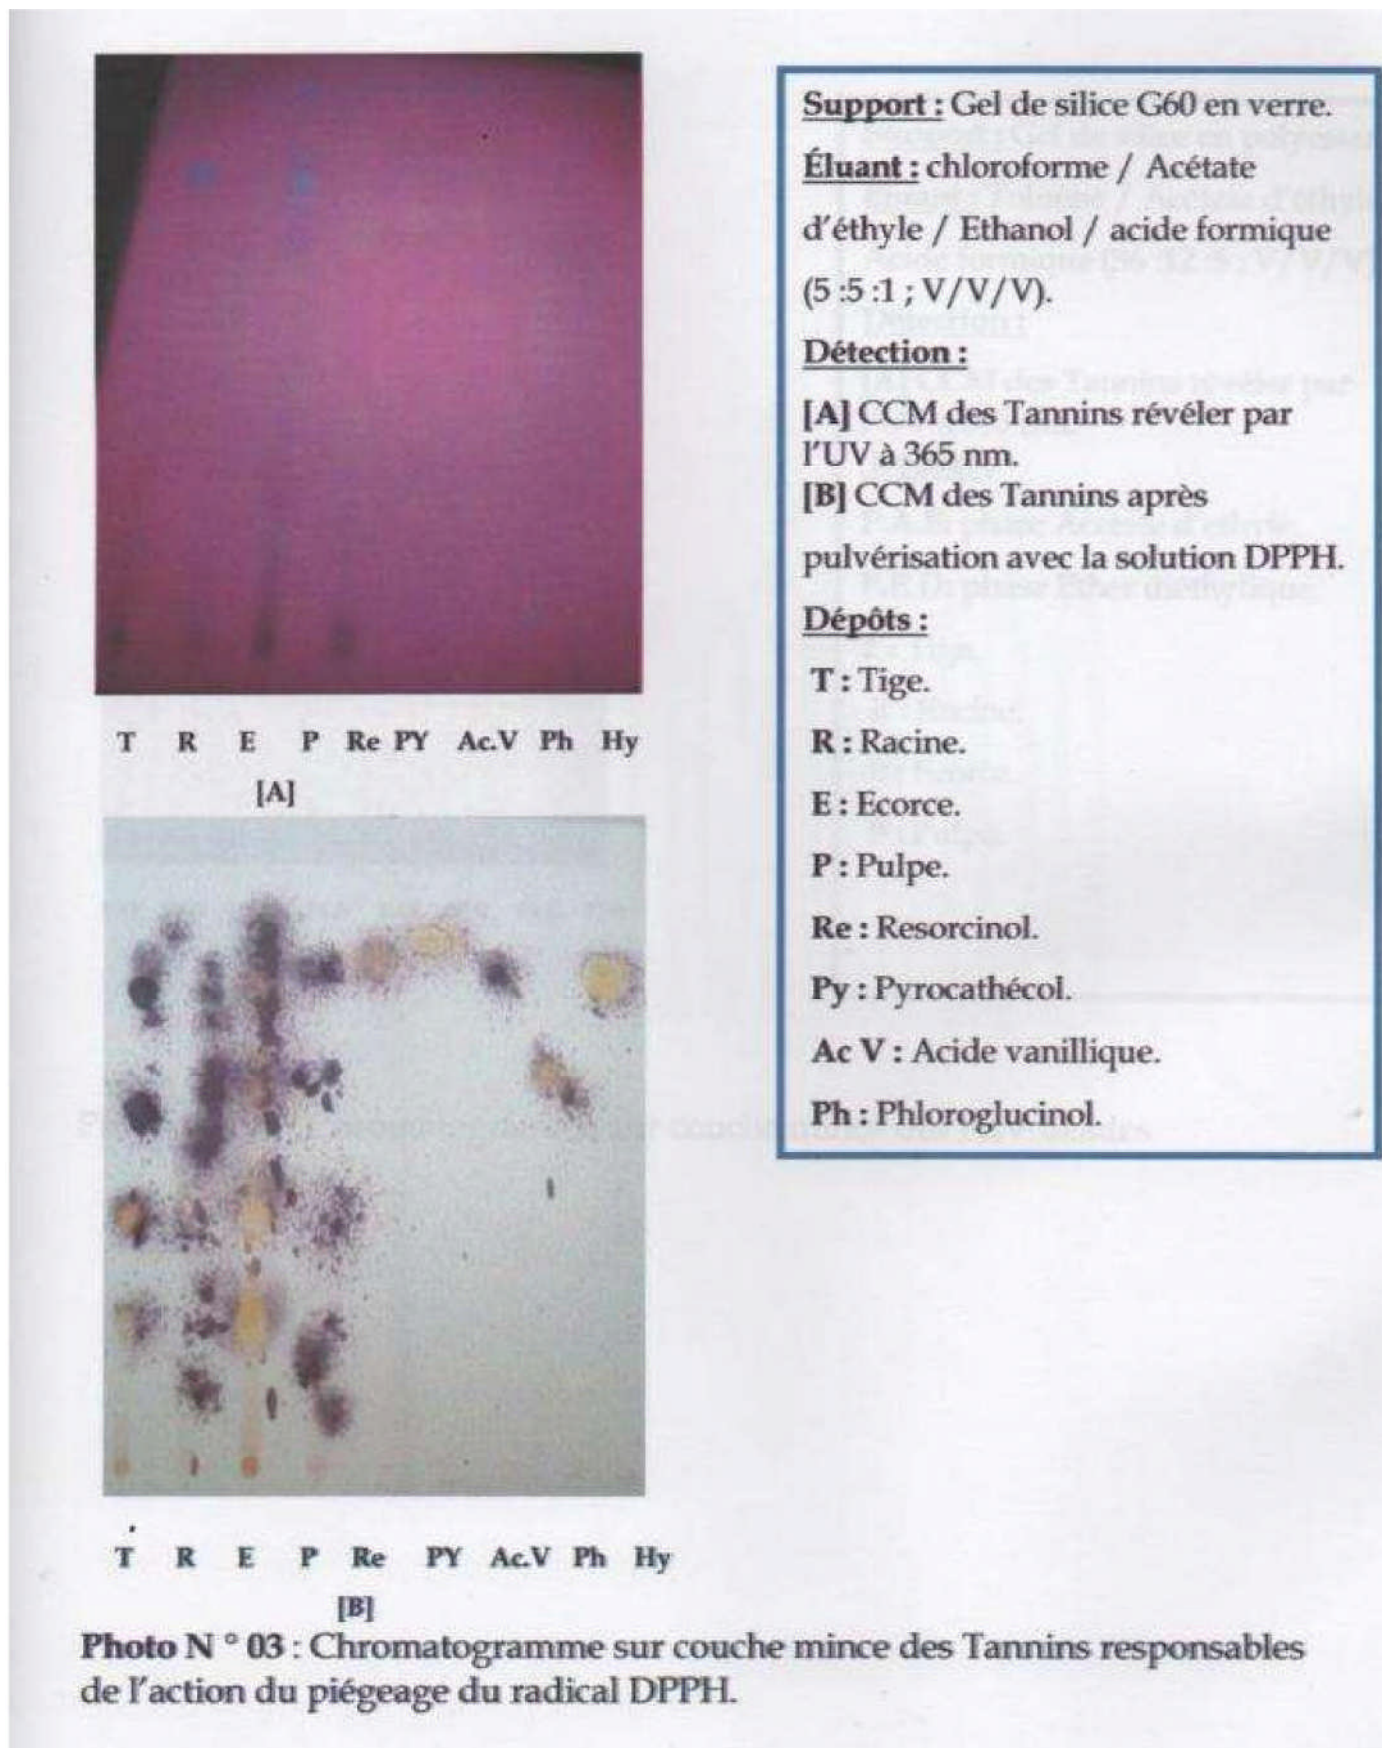 Support : Gel de silice G60 en verre.
Éluant : chloroforme / Acétate
d'éthyle / Ethanol / acide formique
(5 :5 :1 ; V/V/V).
Détection :
[A] CCM des Tannins révéler par
l'UV à 365 nm.
[B] CCM des Tannins après
pulvérisation avec la solution DPPH.
Dépôts :
T : Tige.
R : Racine.
E : Ecorce.
P : Pulpe.
Re : Resorcinol.
Py : Pyrocathécol.
Ac V : Acide vanillique.
Ph : Phloroglucinol.
T R E P Re PY Ac.V Ph Hy
[A]
T R E P Re PY Ac.V Ph Hy
[B]
Photo N ° 03 : Chromatogramme sur couche mince des Tannins responsables
de l'action du piégeage du radical DPPH.